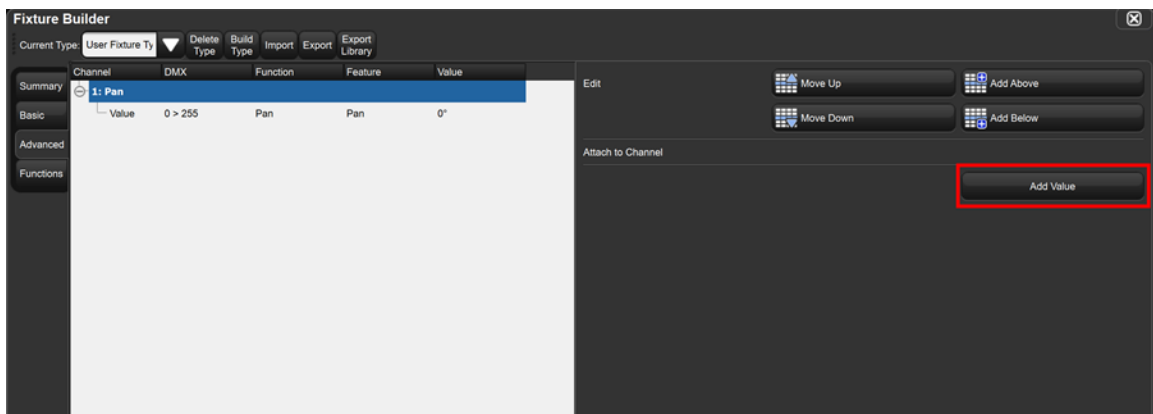 Fixture Builder
Current Type: User Fixture Ty Delete Type Build Type Import Export Export Library
Summary
Basic
Advanced
Functions
Channel DMX Function Feature Value
1: Pan
Value 0 > 255 Pan Pan 0°
Edit
Move Up
Add Above
Move Down
Add Below
Attach to Channel
Add Value